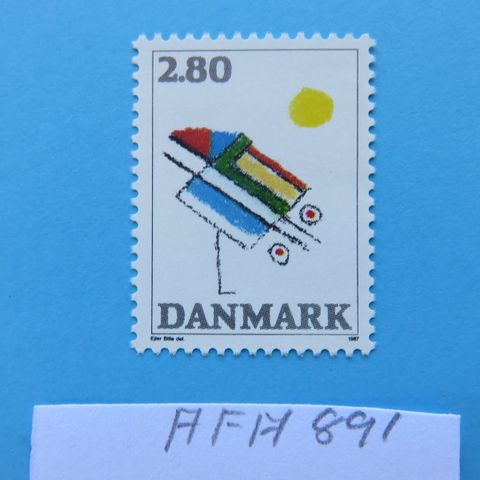 2.80
DANMARK
Ejler Bille del. 1987
AFA 891